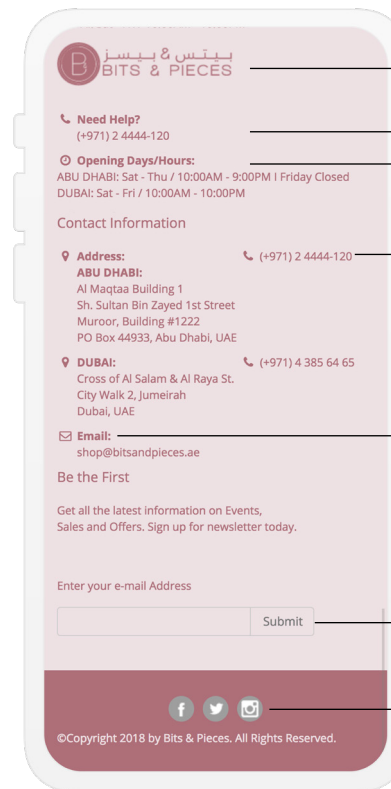 بيتس & بيسز
BITS & PIECES
Need Help?
(+971) 2 4444-120
Opening Days/Hours:
ABU DHABI: Sat - Thu / 10:00AM - 9:00PM I Friday Closed
DUBAI: Sat - Fri / 10:00AM - 10:00PM
Contact Information
Address: (+971) 2 4444-120
ABU DHABI:
Al Maqtaa Building 1
Sh. Sultan Bin Zayed 1st Street
Muroor, Building #1222
PO Box 44933, Abu Dhabi, UAE
DUBAI: (+971) 4 385 64 65
Cross of Al Salam & Al Raya St.
City Walk 2, Jumeirah
Dubai, UAE
Email:
shop@bitsandpieces.ae
Be the First
Get all the latest information on Events,
Sales and Offers. Sign up for newsletter today.
Enter your e-mail Address
Submit
©Copyright 2018 by Bits & Pieces. All Rights Reserved.